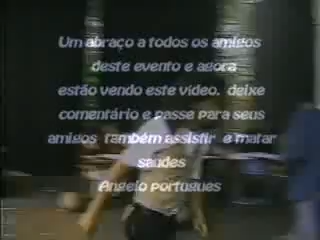 Um abraço a todos os amigos
deste evento e agora
estão vendo este video. deixe
comentário e passe para seus
amigos também assistir e matar
saudes
Angelo portugues